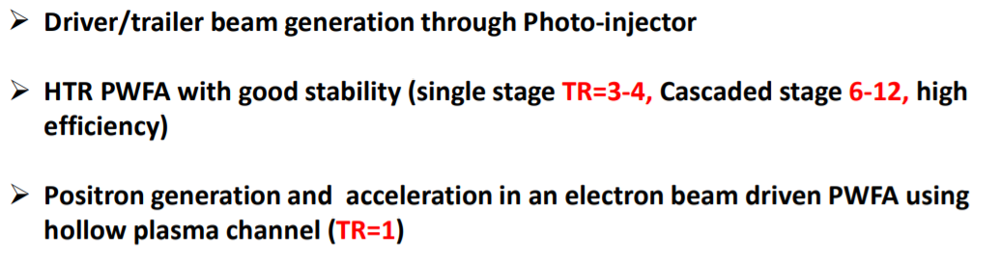 ➢ Driver/trailer beam generation through Photo-injector
➢ HTR PWFA with good stability (single stage TR=3-4, Cascaded stage 6-12, high
efficiency)
➢ Positron generation and acceleration in an electron beam driven PWFA using
hollow plasma channel (TR=1)